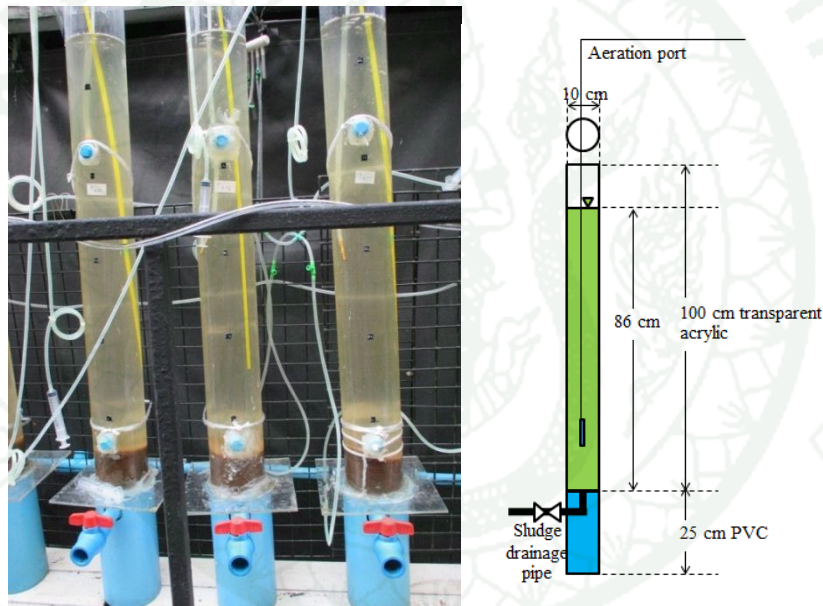 Aeration port
10 cm
86 cm
100 cm transparent
acrylic
Sludge
drainage
pipe
25 cm PVC